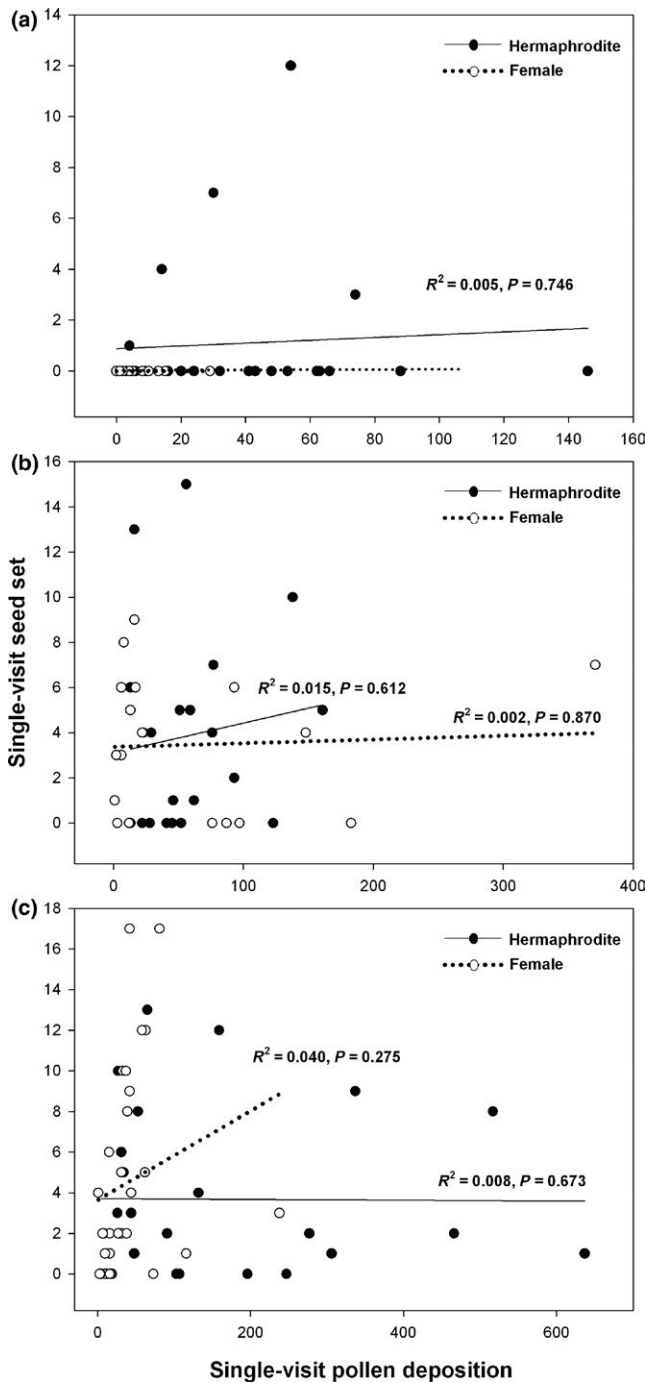 (a)
14
12
10
8
6
4
2
0
Hermaphrodite
Female
R² = 0.005, P = 0.746
0 20 40 60 80 100 120 140 160
(b)
16
14
12
10
8
6
4
2
0
Hermaphrodite
Female
R² = 0.015, P = 0.612
R² = 0.002, P = 0.870
0 100 200 300 400
Single-visit seed set
(c)
18
16
14
12
10
8
6
4
2
0
Hermaphrodite
Female
R² = 0.040, P = 0.275
R² = 0.008, P = 0.673
0 200 400 600
Single-visit pollen deposition